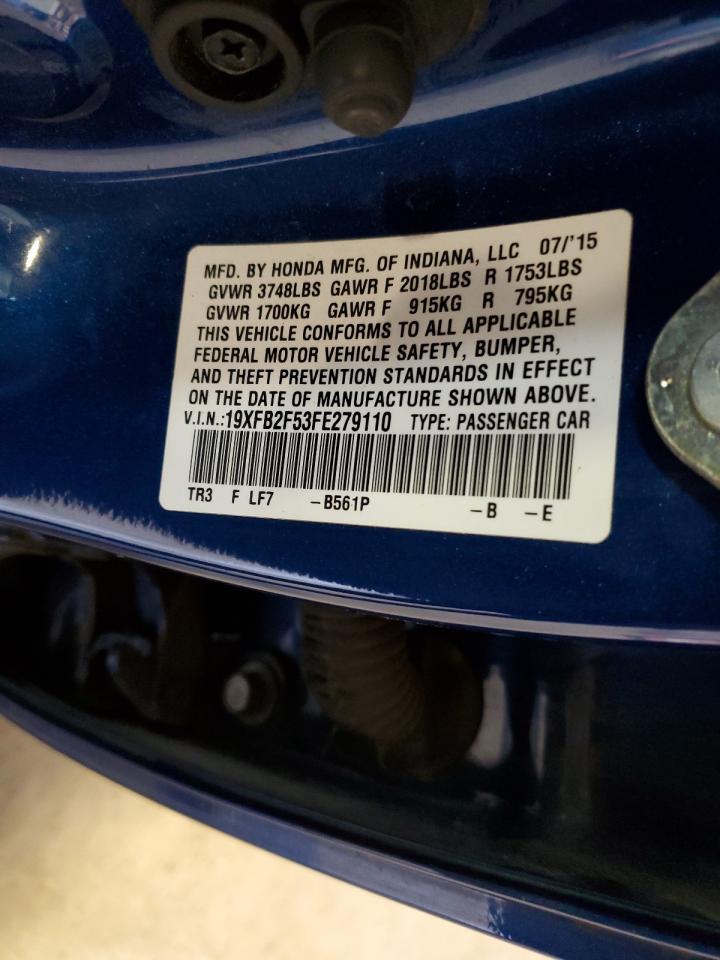 MFD. BY HONDA MFG. OF INDIANA, LLC 07/'15
GVWR 3748LBS GAWR F 2018LBS R 1753LBS
GVWR 1700KG GAWR F 915KG R 795KG
THIS VEHICLE CONFORMS TO ALL APPLICABLE
FEDERAL MOTOR VEHICLE SAFETY, BUMPER,
AND THEFT PREVENTION STANDARDS IN EFFECT
ON THE DATE OF MANUFACTURE SHOWN ABOVE.
V.I.N.:19XFB2F53FE279110 TYPE: PASSENGER CAR
TR3 F LF7 -B561P -B -E